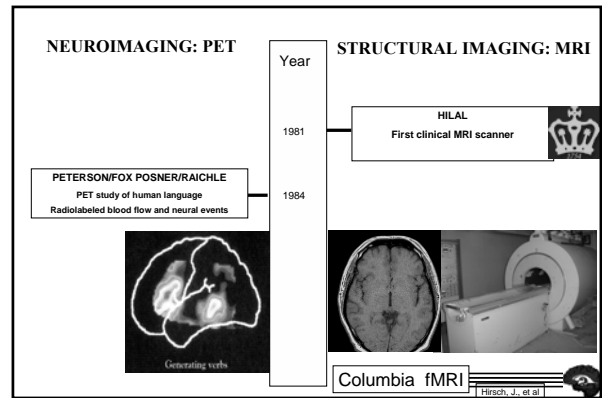 NEUROIMAGING: PET
STRUCTURAL IMAGING: MRI
Year
1981
HILAL
First clinical MRI scanner
1754
PETERSON/FOX POSNER/RAICHLE
PET study of human language
Radiolabeled blood flow and neural events
1984
Generating verbs
Columbia fMRI
Hirsch, J., et al